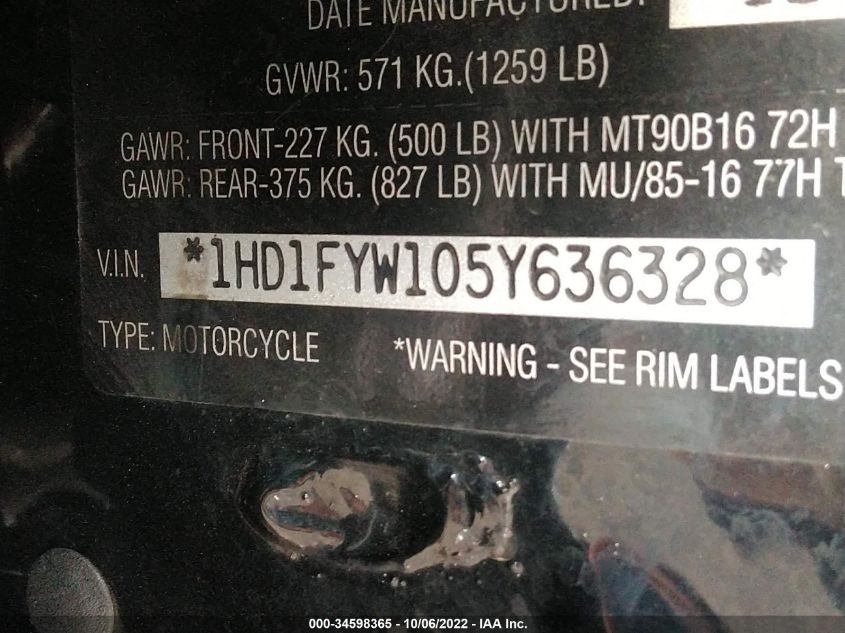 DATE MANUFACTURED:
GVWR: 571 KG.(1259 LB)
GAWR: FRONT-227 KG. (500 LB) WITH MT90B16 72H
GAWR: REAR-375 KG. (827 LB) WITH MU/85-16 77H T
V.I.N. *1HD1FYW105Y636328*
TYPE: MOTORCYCLE *WARNING - SEE RIM LABELS
000-34598365 - 10/06/2022 - IAA Inc.